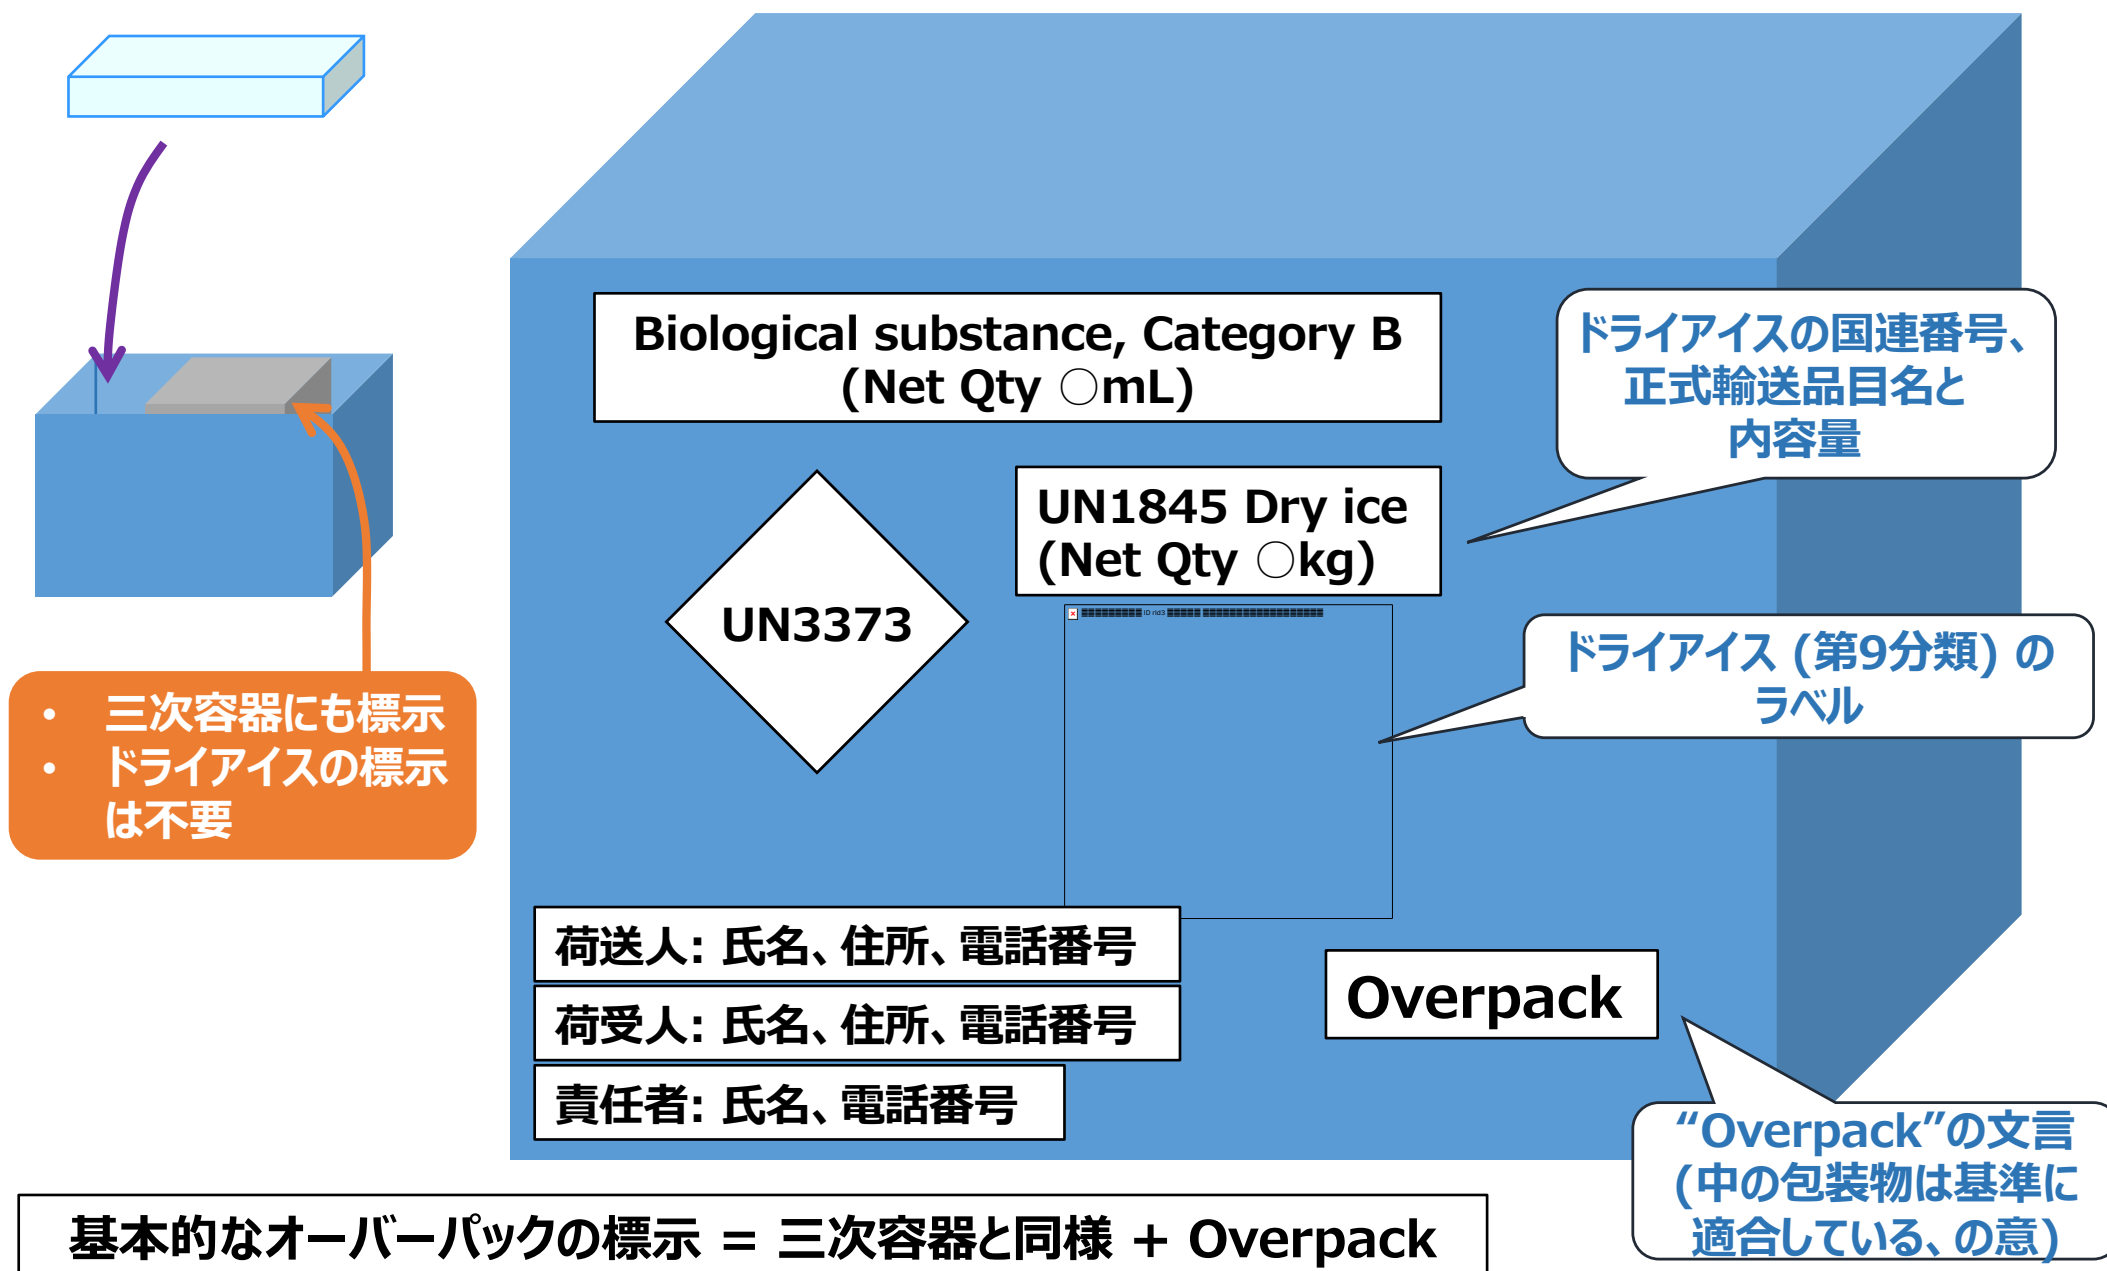 Biological substance, Category B
(Net Qty ○mL)
ドライアイスの国連番号、
正式輸送品目名と
内容量
UN1845 Dry ice
(Net Qty ○kg)
UN3373
ドライアイス (第9分類) の
ラベル
• 三次容器にも標示
• ドライアイスの標示
は不要
荷送人: 氏名、住所、電話番号
荷受人: 氏名、住所、電話番号
責任者: 氏名、電話番号
Overpack
“Overpack”の文言
(中の包装物は基準に
適合している、の意)
基本的なオーバーパックの標示 = 三次容器と同様 + Overpack